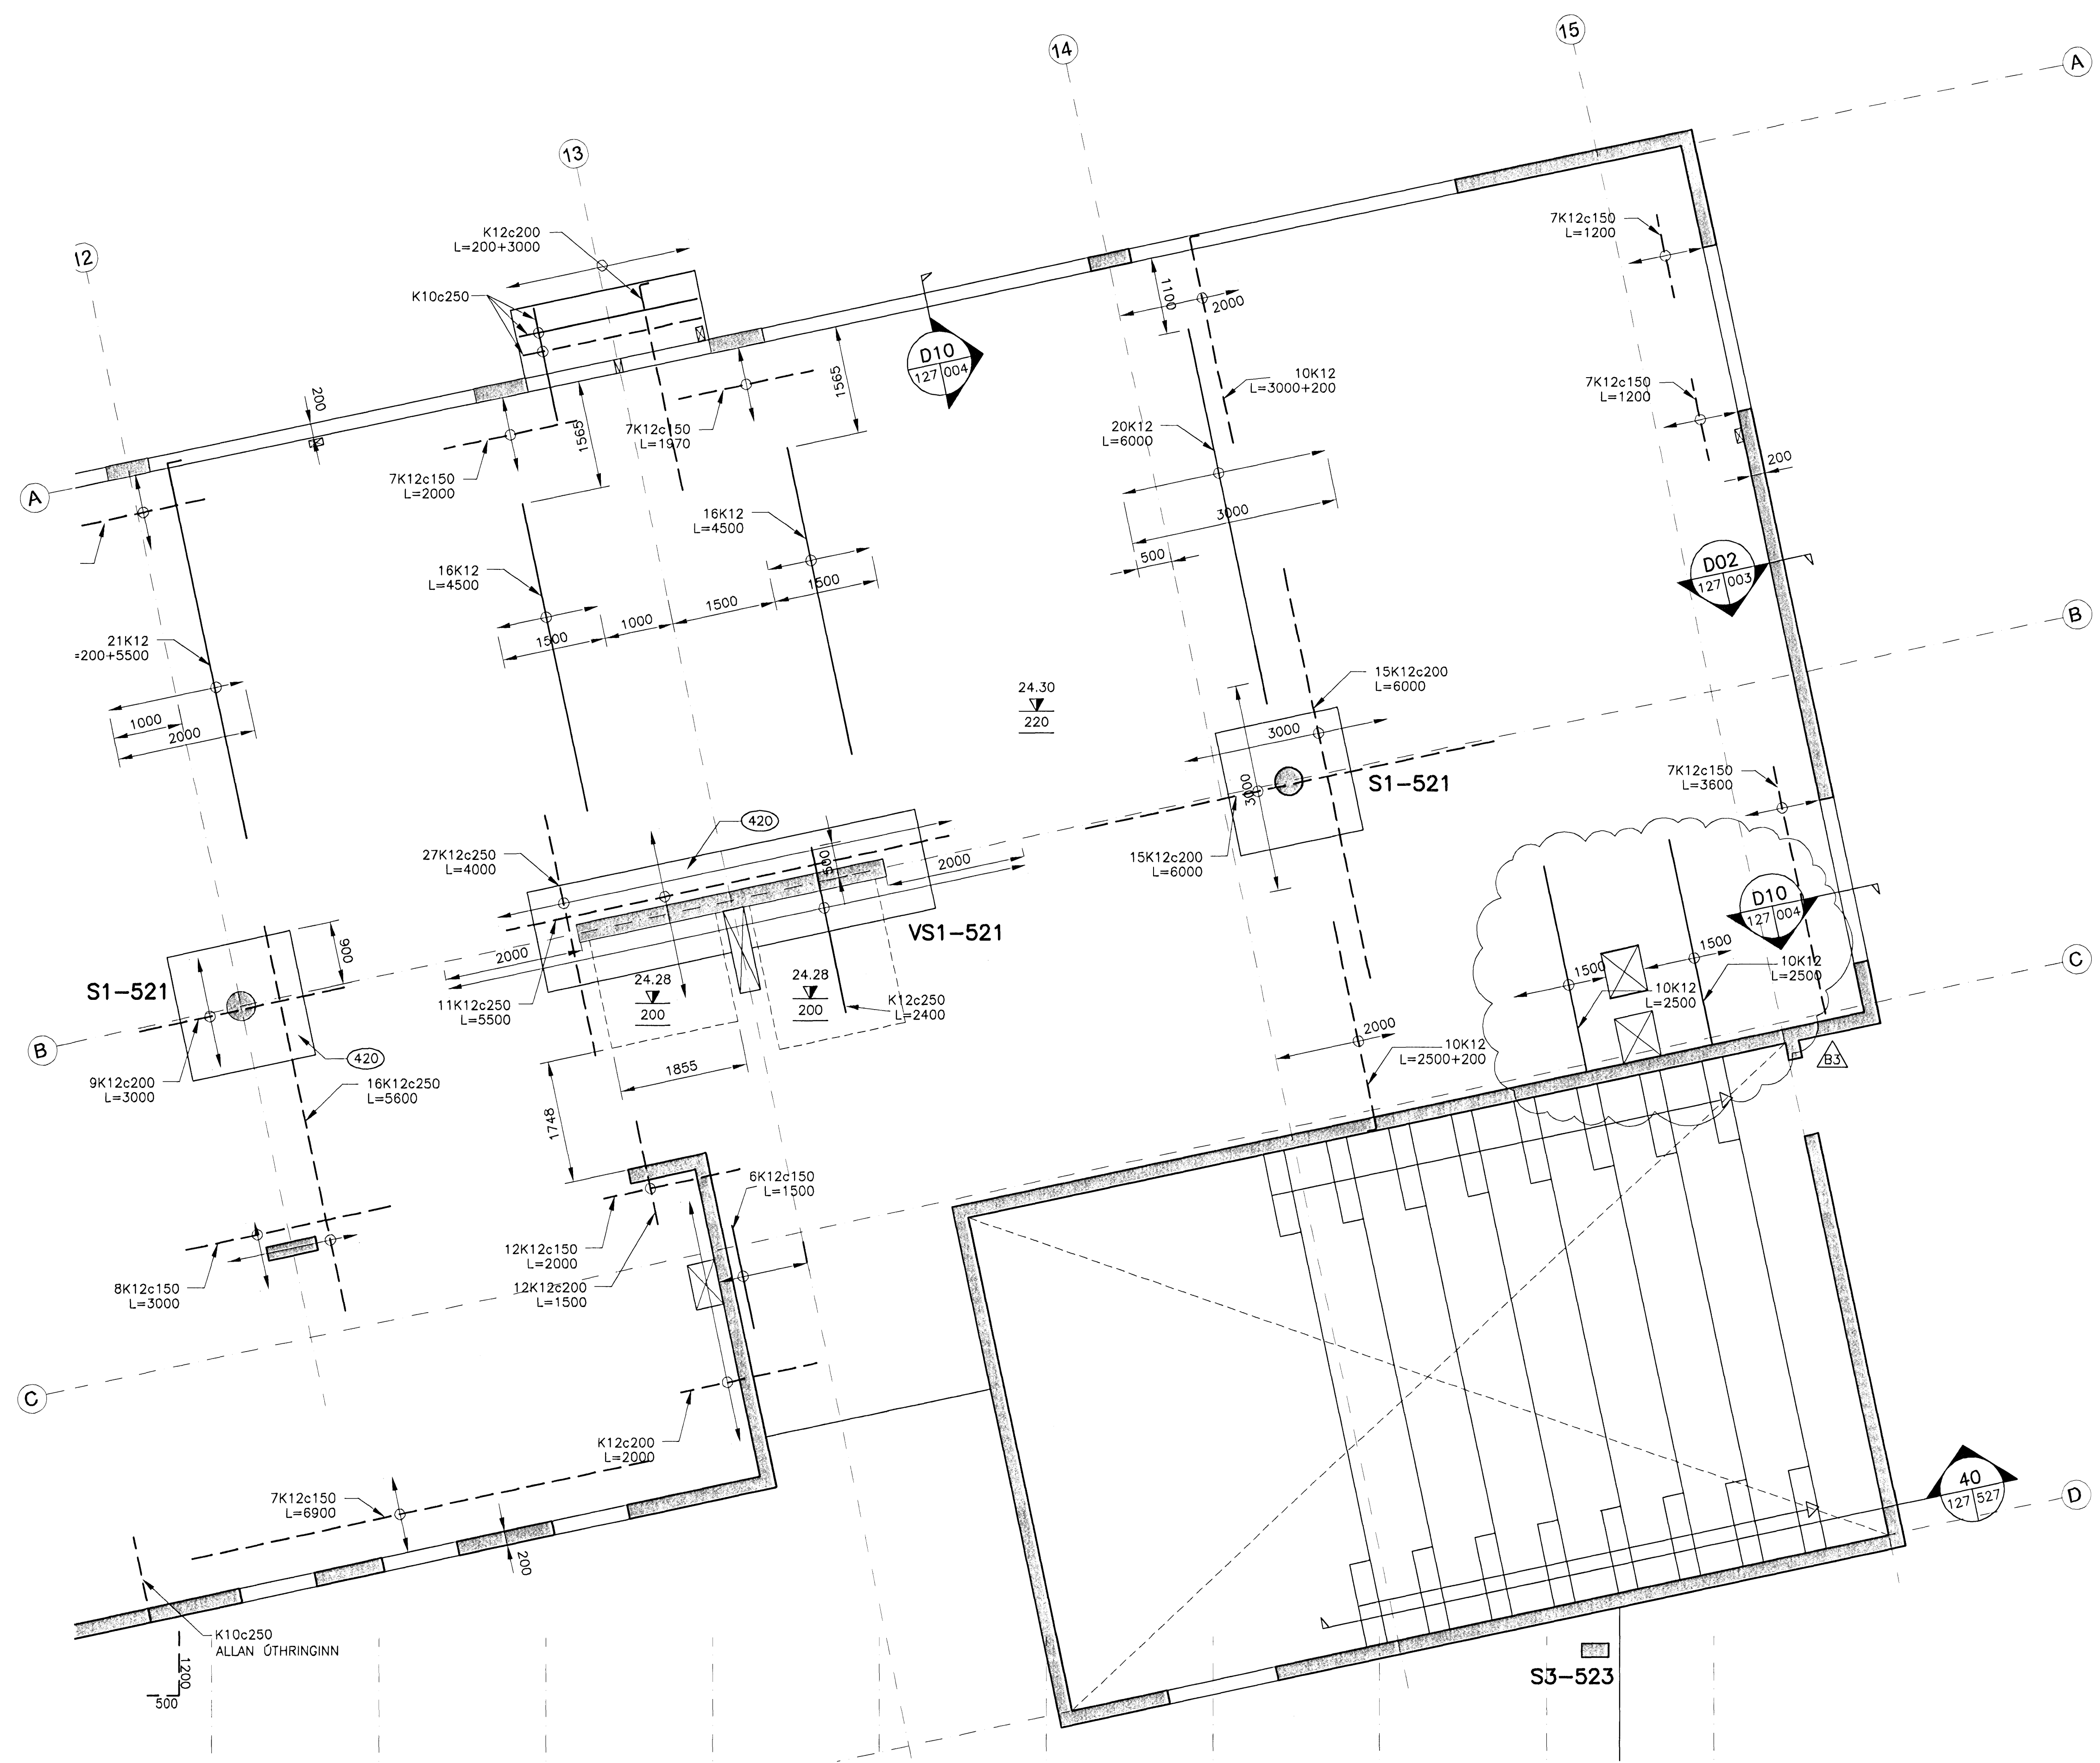 15
14
A
13
12
K12c200
L=200+3000
K10c250
7K12c150
L=1200
1100
2000
D10
127 004
200
1565
1565
10K12
L=3000+200
7K12c150
L=1200
7K12c150
L=1970
20K12
L=6000
7K12c150
L=2000
A
200
16K12
L=4500
3000
500
16K12
L=4500
1500
1500
1000
1500
D02
127 003
B
21K12
=200+5500
1000
2000
24.30
220
15K12c200
L=6000
3000
3000
S1-521
7K12c150
L=3600
420
27K12c250
L=4000
500
2000
15K12c200
L=6000
D10
127 004
VS1-521
2000
900
S1-521
24.28
200
24.28
200
11K12c250
L=5500
K12c250
L=2400
1500
1500
10K12
L=2500
10K12
L=2500
C
B
420
2000
10K12
L=2500+200
B3
9K12c200
L=3000
16K12c250
L=5600
1855
1748
6K12c150
L=1500
12K12c150
L=2000
12K12c200
L=1500
8K12c150
L=3000
C
K12c200
L=2000
7K12c150
L=6900
200
40
127 527
D
K10c250
ALLAN ÚTHRINGINN
1200
500
S3-523